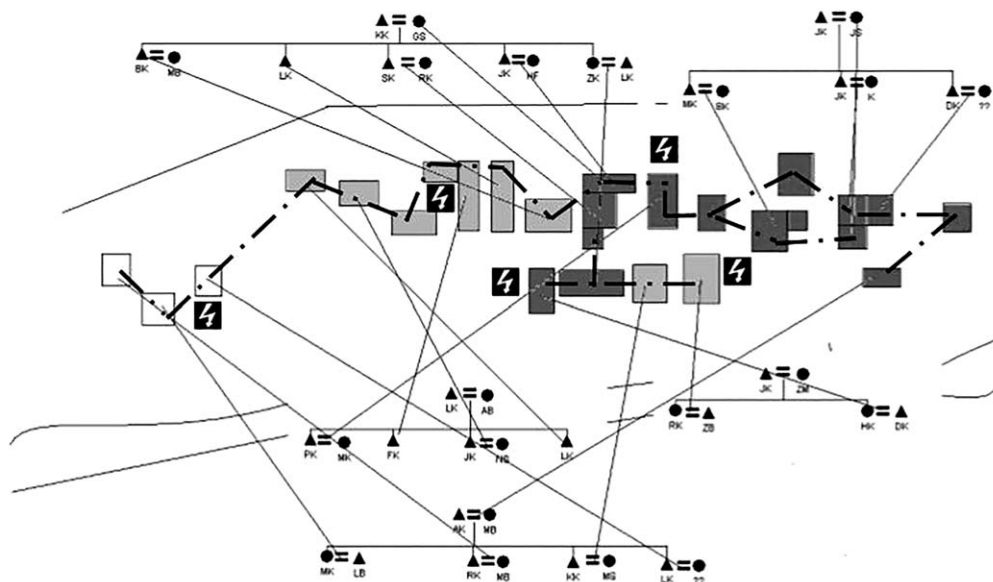 KK GS
BK MB LK SK RK JK HF ZK LK
JK JS
MK BK JK K DK ??
JK ZM
RK ZB HK DK
LK AB
PK MK FK JK NG LK
AK MB
MK LB RK MB KK MS LK ??